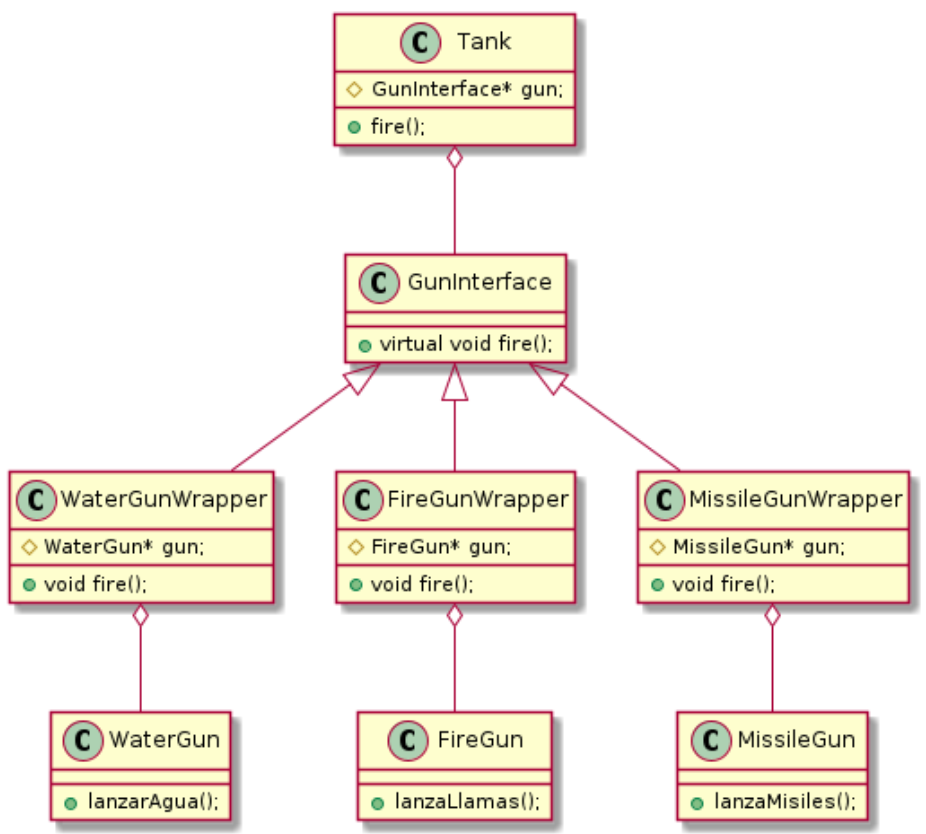 C Tank
GunInterface* gun;
fire();
C GunInterface
virtual void fire();
C WaterGunWrapper
WaterGun* gun;
void fire();
C FireGunWrapper
FireGun* gun;
void fire();
C MissileGunWrapper
MissileGun* gun;
void fire();
C WaterGun
lanzarAgua();
C FireGun
lanzaLlamas();
C MissileGun
lanzaMisiles();